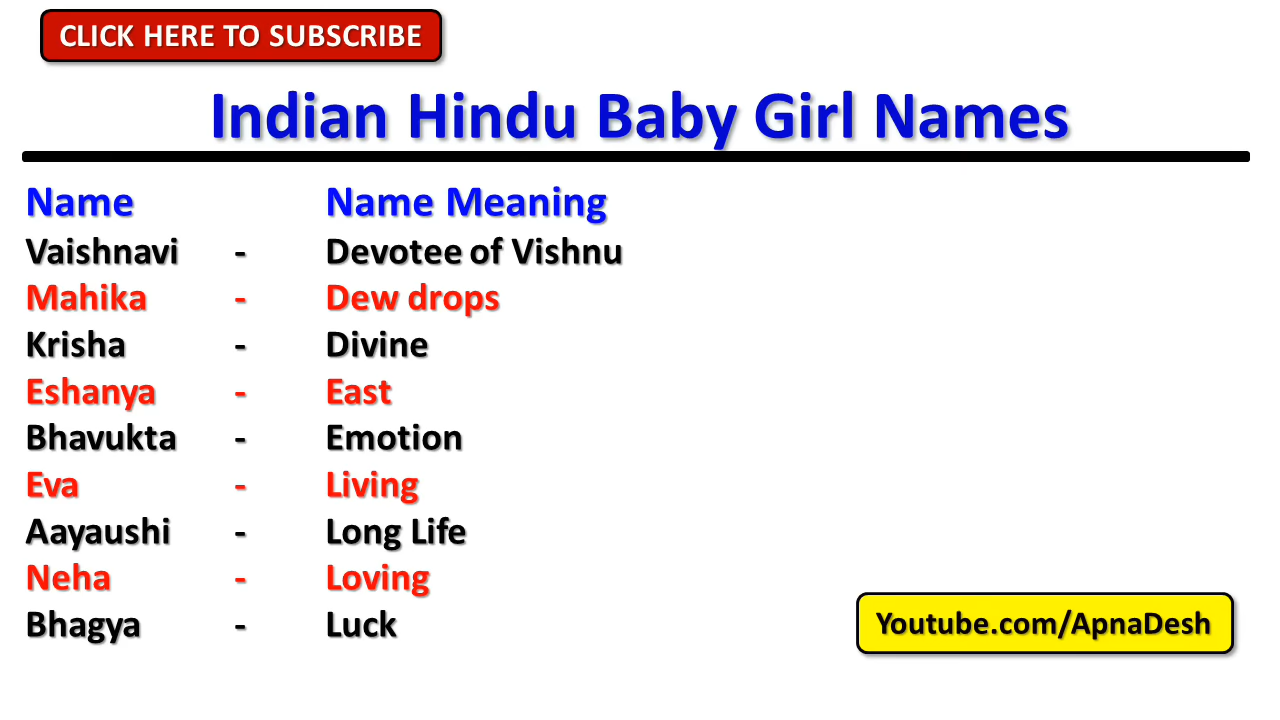 CLICK HERE TO SUBSCRIBE
Indian Hindu Baby Girl Names
Name Name Meaning
Vaishnavi - Devotee of Vishnu
Mahika - Dew drops
Krisha - Divine
Eshanya - East
Bhavukta - Emotion
Eva - Living
Aayaushi - Long Life
Neha - Loving
Bhagya - Luck
Youtube.com/ApnaDesh